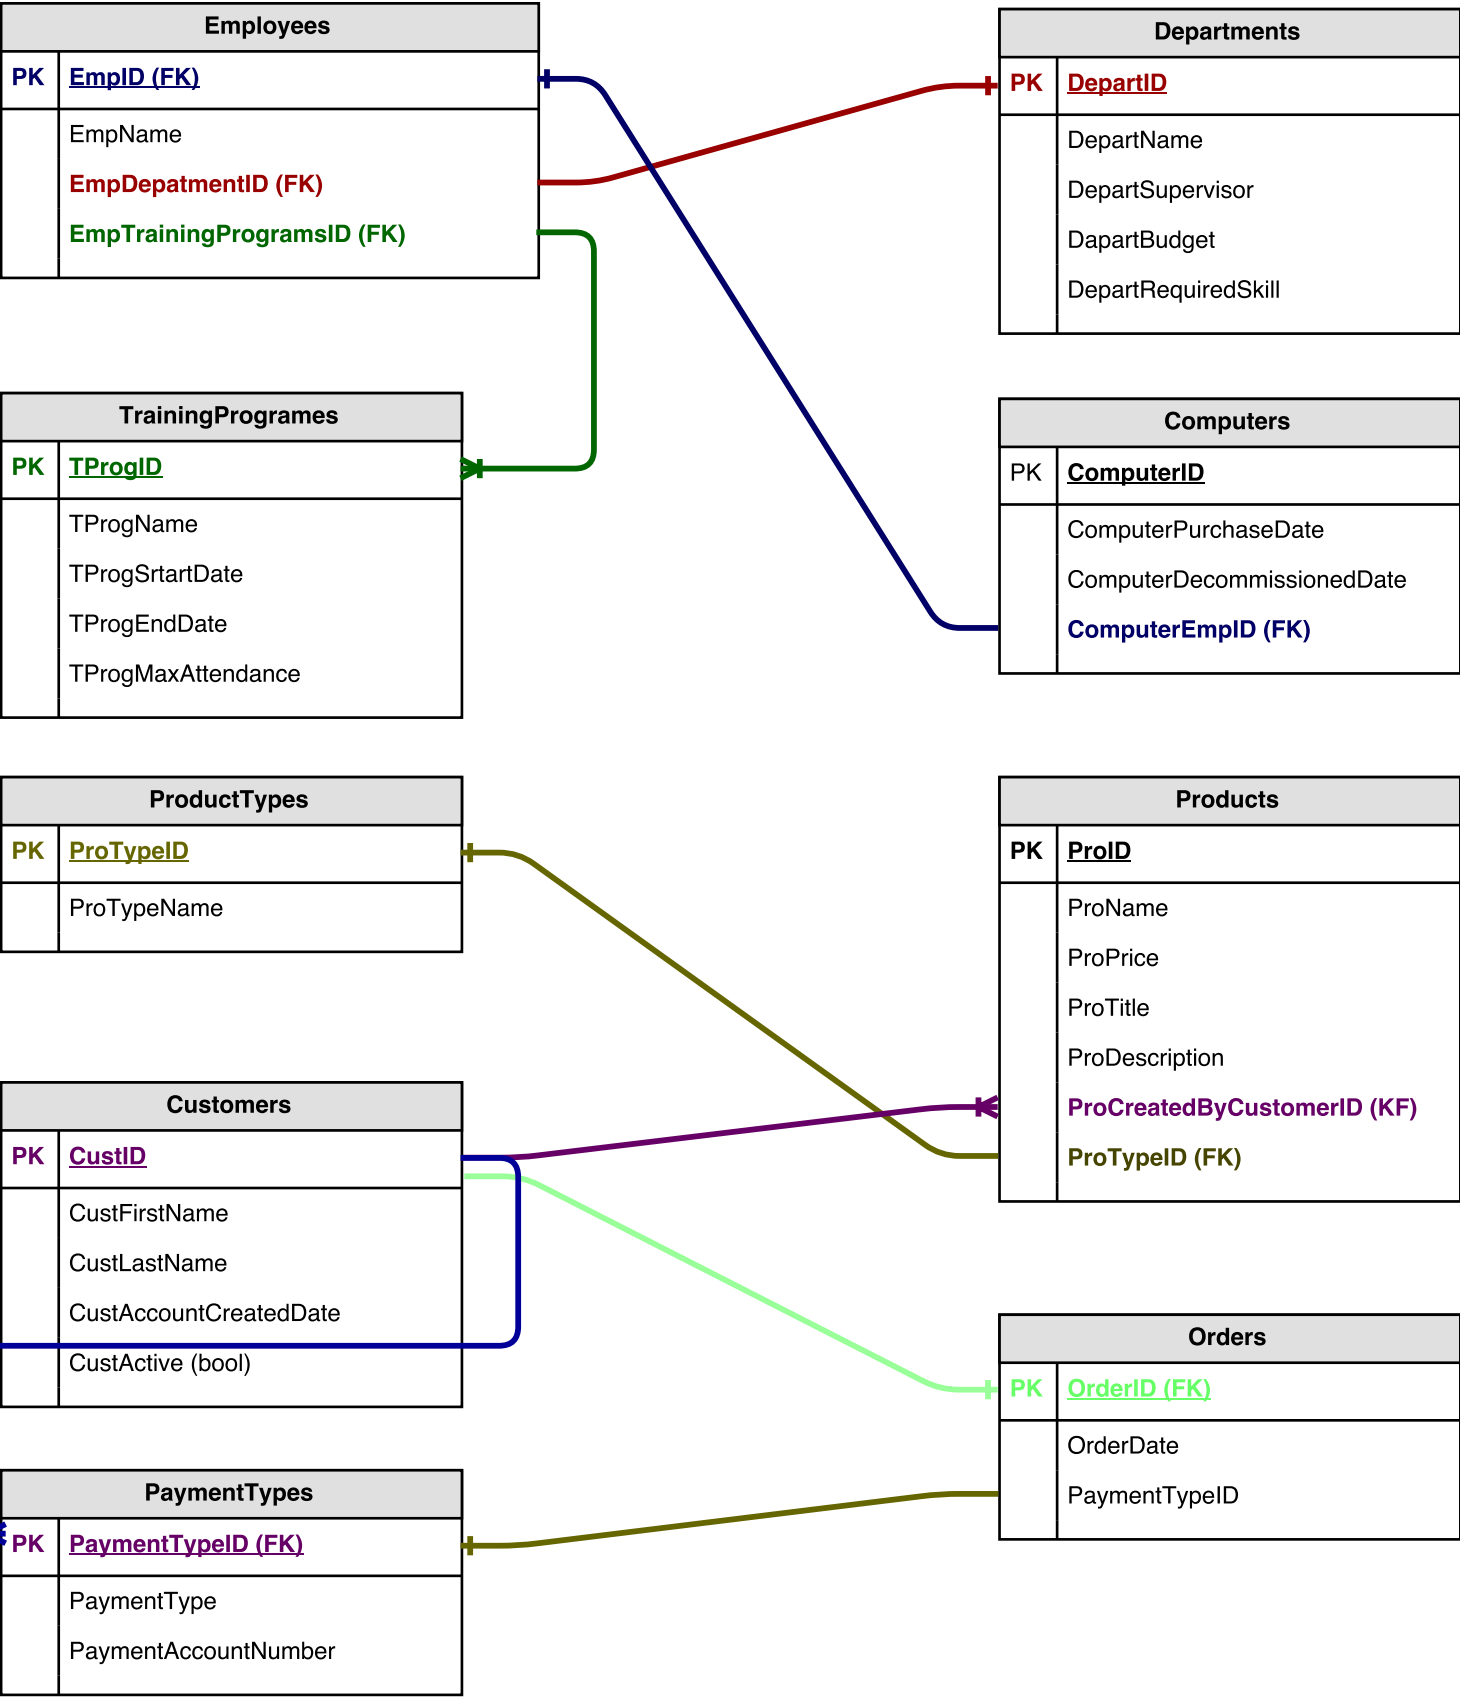 Employees
PK EmpID (FK)
EmpName
EmpDepatmentID (FK)
EmpTrainingProgramsID (FK)
Departments
PK DepartID
DepartName
DepartSupervisor
DapartBudget
DepartRequiredSkill
TrainingProgrames
PK TProgID
TProgName
TProgSrtartDate
TProgEndDate
TProgMaxAttendance
Computers
PK ComputerID
ComputerPurchaseDate
ComputerDecommissionedDate
ComputerEmpID (FK)
ProductTypes
PK ProTypeID
ProTypeName
Products
PK ProID
ProName
ProPrice
ProTitle
ProDescription
ProCreatedByCustomerID (KF)
ProTypeID (FK)
Customers
PK CustID
CustFirstName
CustLastName
CustAccountCreatedDate
CustActive (bool)
Orders
PK OrderID (FK)
OrderDate
PaymentTypeID
PaymentTypes
PK PaymentTypeID (FK)
PaymentType
PaymentAccountNumber